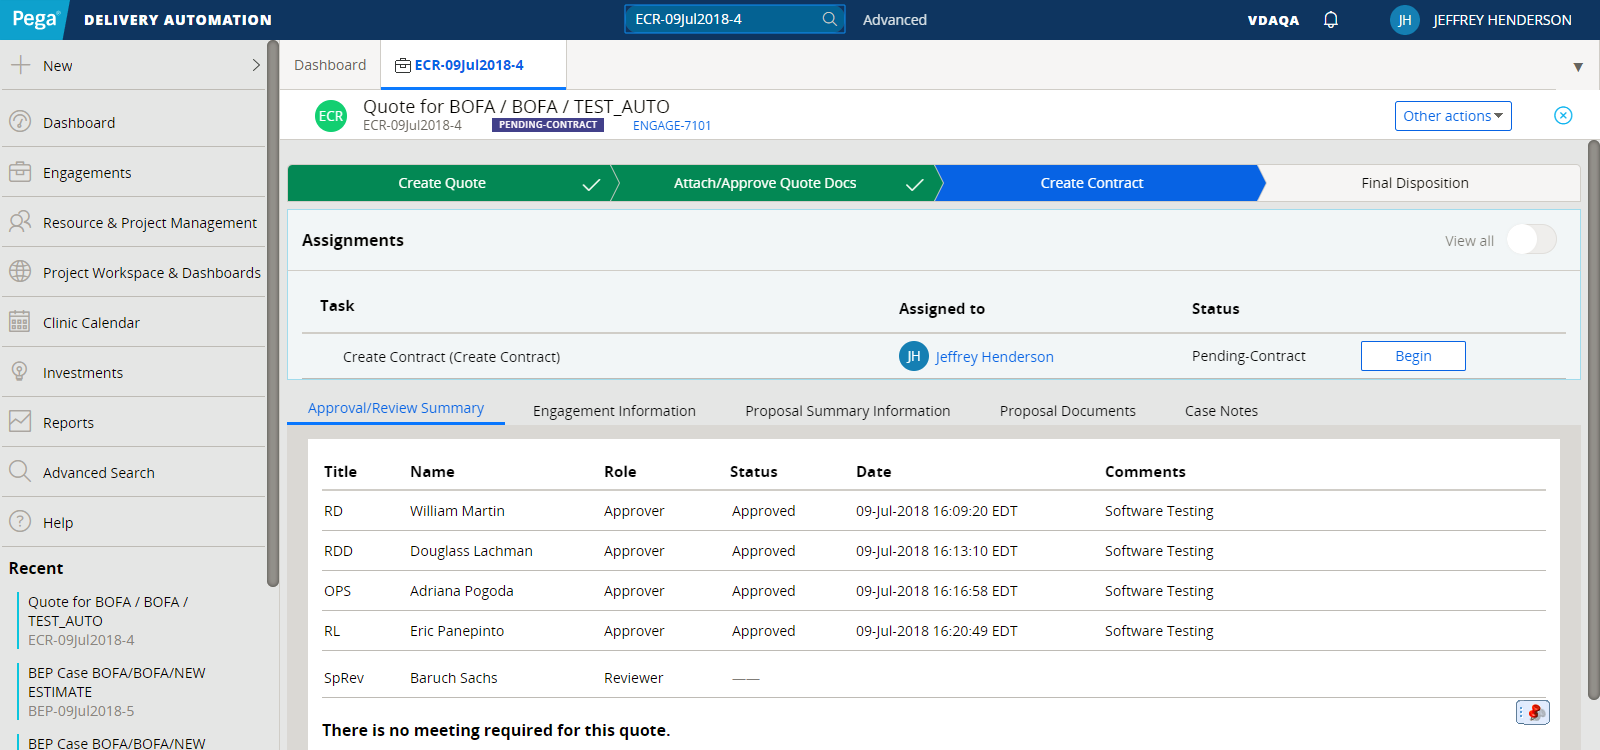 Pega DELIVERY AUTOMATION
ECR-09Jul2018-4
Advanced
VDAQA
JH JEFFREY HENDERSON
New
Dashboard
Engagements
Resource & Project Management
Project Workspace & Dashboards
Clinic Calendar
Investments
Reports
Advanced Search
? Help
Recent
Quote for BOFA / BOFA /
TEST_AUTO
ECR-09Jul2018-4
BEP Case BOFA/BOFA/NEW
ESTIMATE
BEP-09Jul2018-5
BEP Case BOFA/BOFA/NEW
Dashboard ECR-09Jul2018-4
ECR Quote for BOFA / BOFA / TEST_AUTO
ECR-09Jul2018-4 PENDING-CONTRACT ENGAGE-7101
Other actions
Create Quote Attach/Approve Quote Docs Create Contract Final Disposition
Assignments View all
Task Assigned to Status
Create Contract (Create Contract) JH Jeffrey Henderson Pending-Contract Begin
Approval/Review Summary Engagement Information Proposal Summary Information Proposal Documents Case Notes
Title Name Role Status Date Comments
RD William Martin Approver Approved 09-Jul-2018 16:09:20 EDT Software Testing
RDD Douglass Lachman Approver Approved 09-Jul-2018 16:13:10 EDT Software Testing
OPS Adriana Pogoda Approver Approved 09-Jul-2018 16:16:58 EDT Software Testing
RL Eric Panepinto Approver Approved 09-Jul-2018 16:20:49 EDT Software Testing
SpRev Baruch Sachs Reviewer ——
There is no meeting required for this quote.